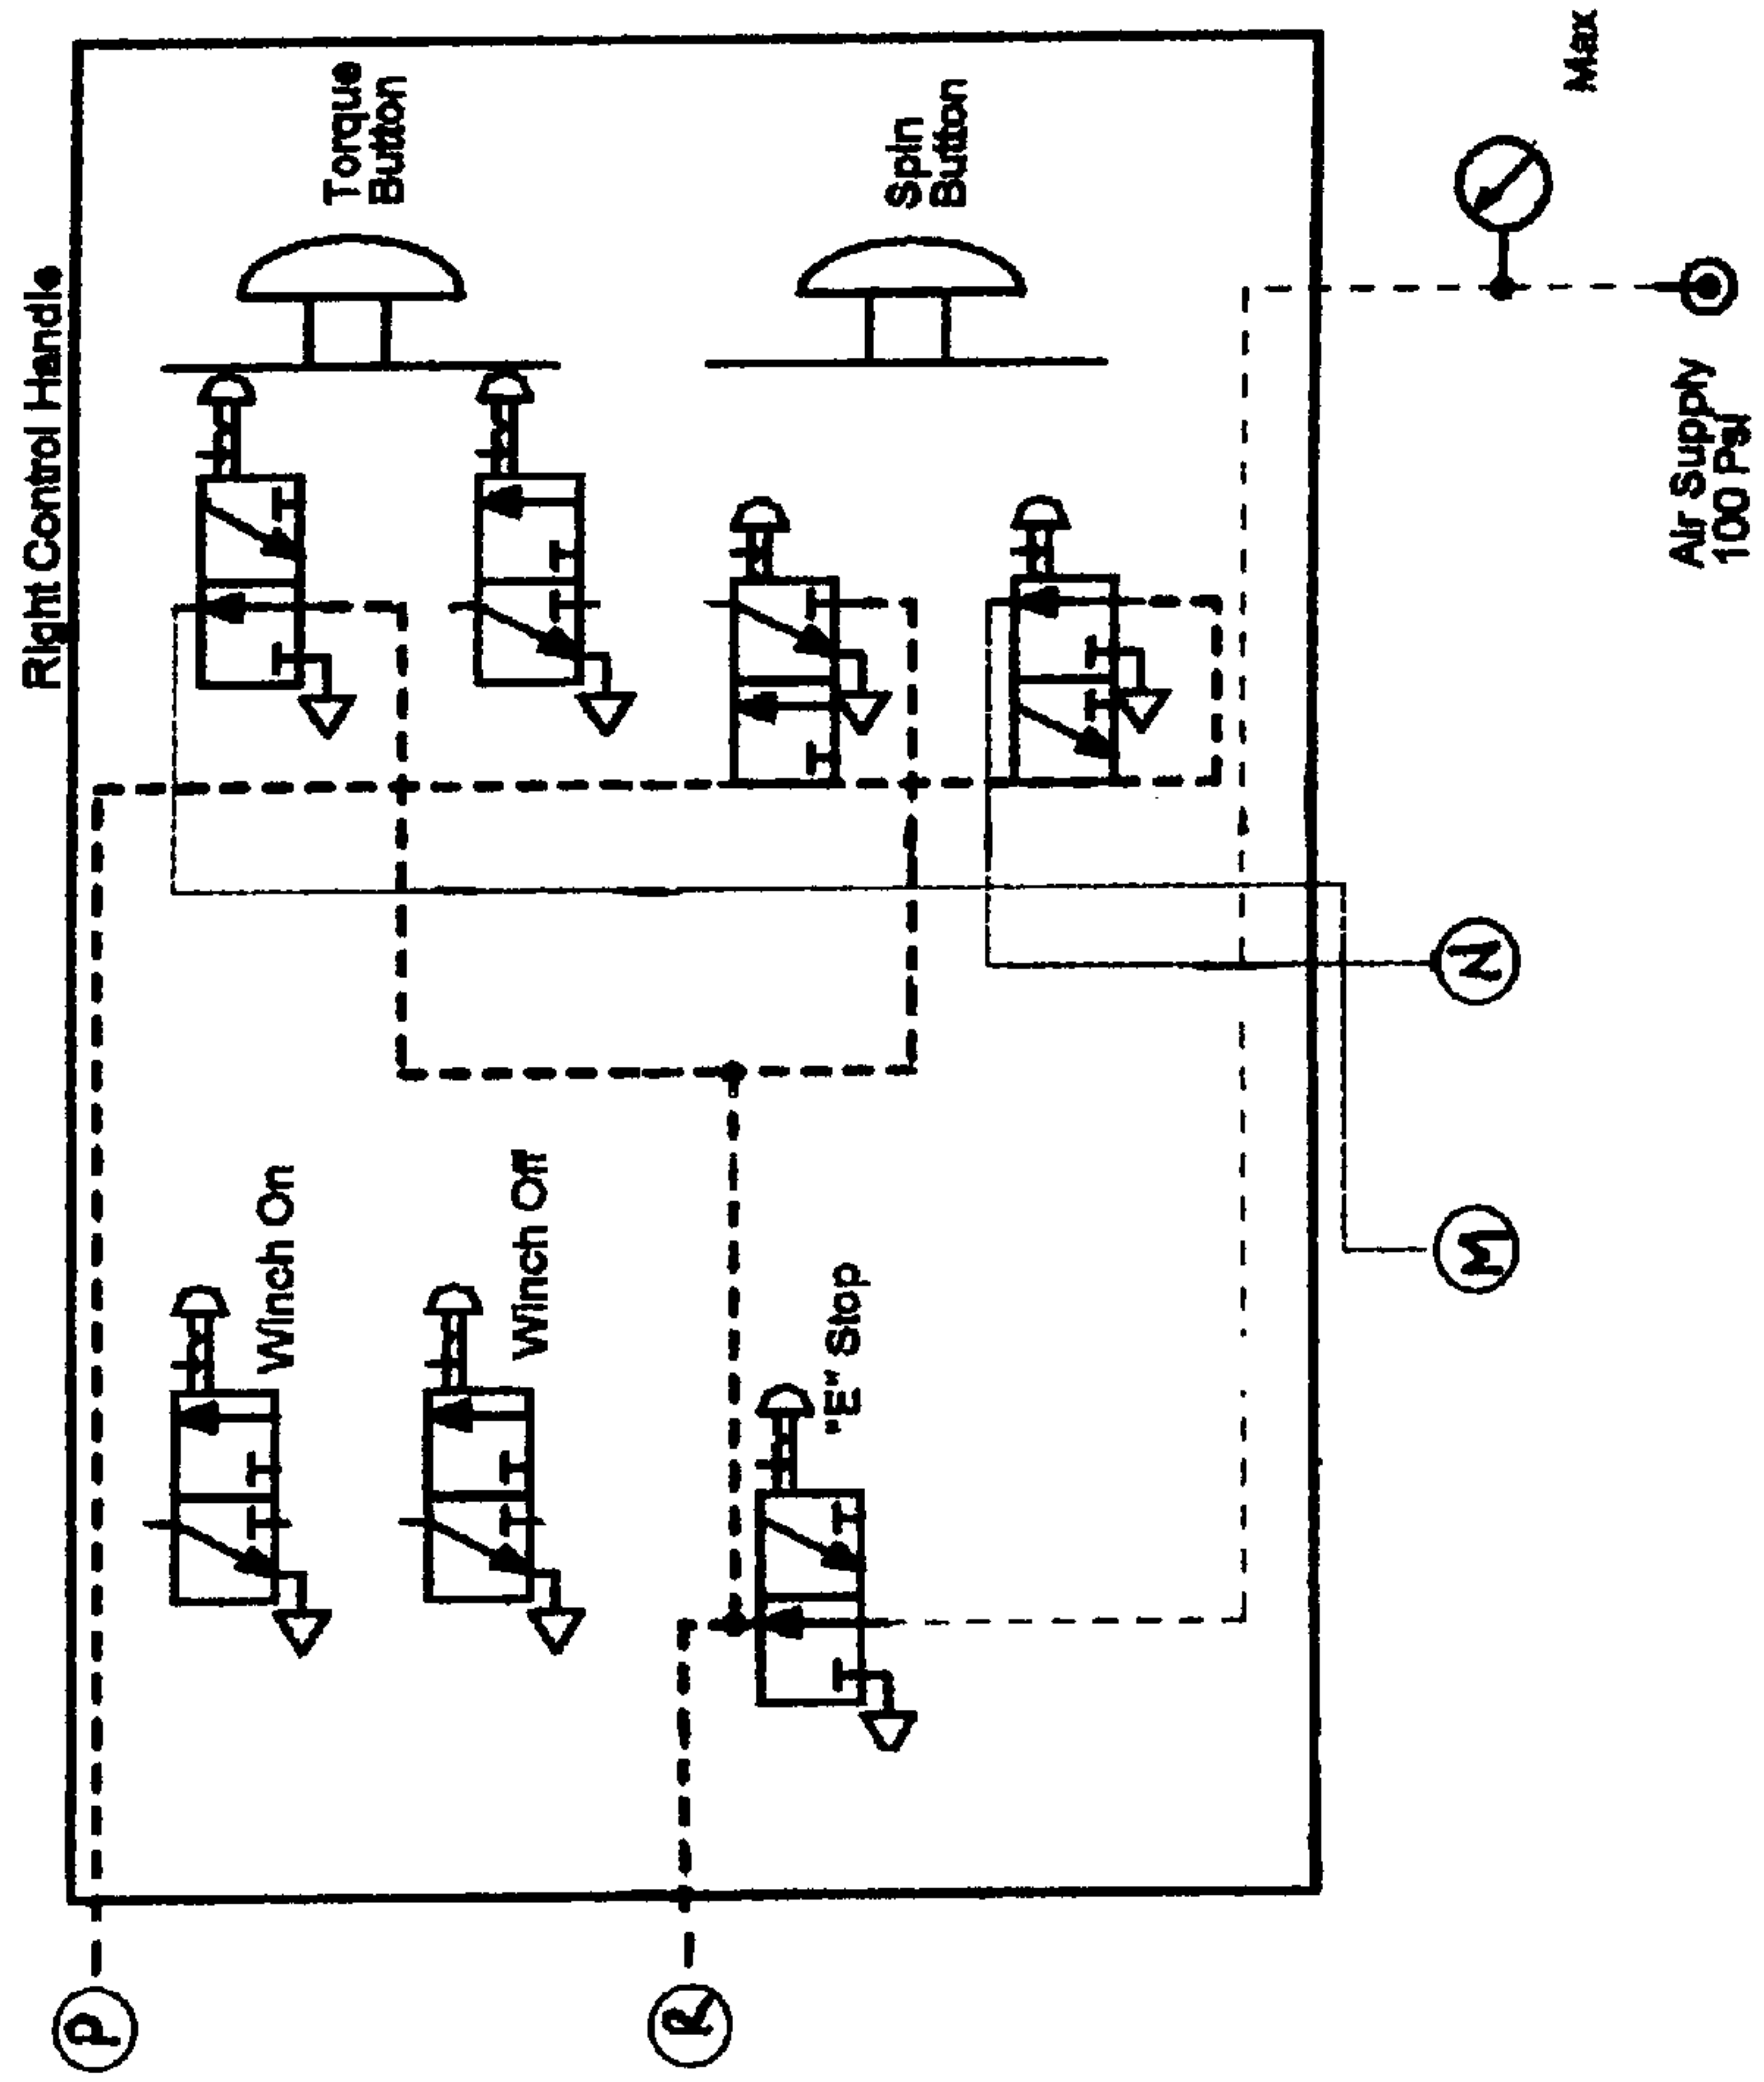 Right Control Handle
Torque
Button
Spin
Button
Max
Air Supply
100 Psi
Winch On
Winch Off
"E" Stop
N
M
P
R